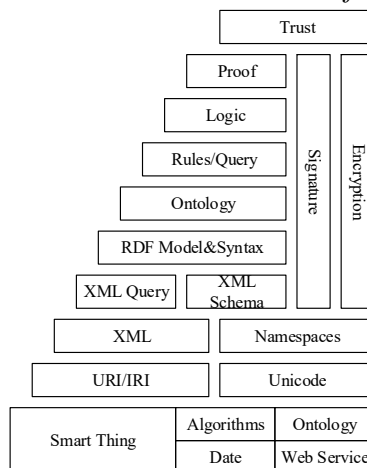 Trust
Proof
Logic
Rules/Query
Ontology
RDF Model&Syntax
XML Query
XML
Schema
Signature
Encryption
XML
Namespaces
URI/IRI
Unicode
Smart Thing
Algorithms
Ontology
Date
Web Service